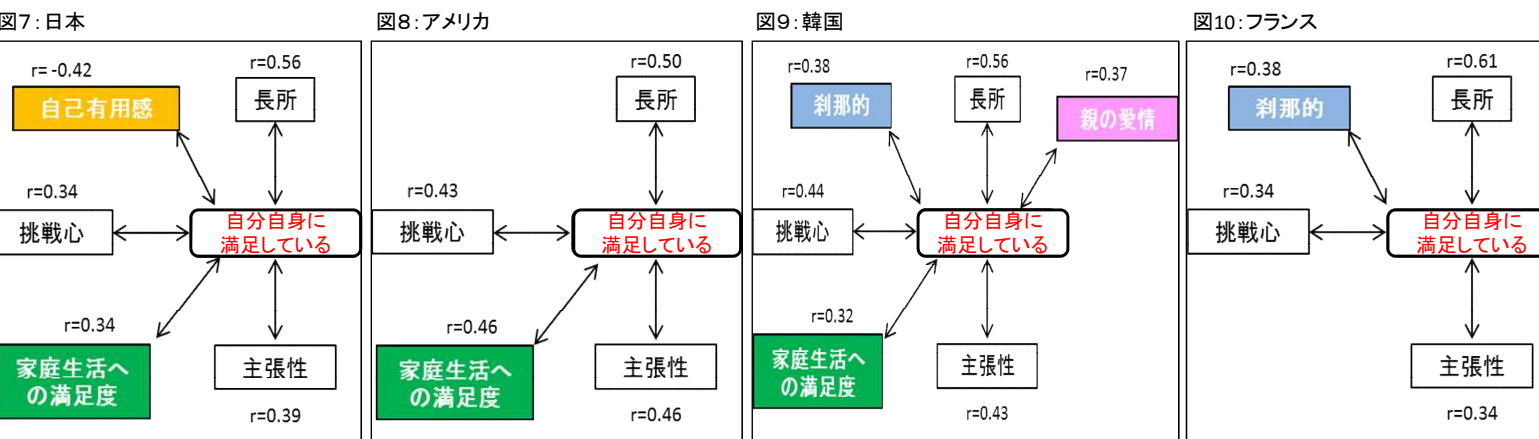 図7:日本
r= -0.42
自己有用感
r=0.56
長所
r=0.34
挑戦心
自分自身に
満足している
r=0.34
家庭生活へ
の満足度
主張性
r=0.39
図8:アメリカ
r=0.50
長所
r=0.43
挑戦心
自分自身に
満足している
r=0.46
家庭生活へ
の満足度
主張性
r=0.46
図9:韓国
r=0.38
刹那的
r=0.56
長所
r=0.37
親の愛情
r=0.44
挑戦心
自分自身に
満足している
r=0.32
家庭生活へ
の満足度
主張性
r=0.43
図10:フランス
r=0.38
刹那的
r=0.61
長所
r=0.34
挑戦心
自分自身に
満足している
主張性
r=0.34